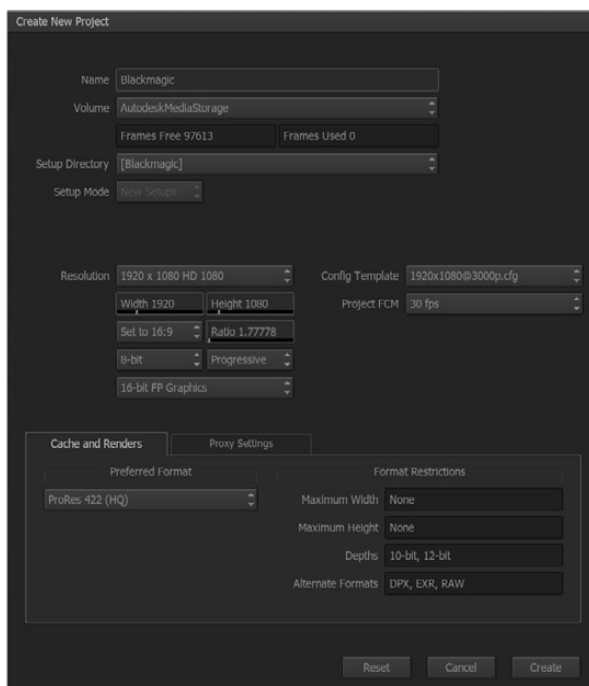 Create New Project
Name Blackmagic
Volume AutodeskMediaStorage
Frames Free 97613 Frames Used 0
Setup Directory [Blackmagic]
Setup Mode New Setups
Resolution 1920 x 1080 HD 1080 Config Template 1920x1080@3000p.cfg
Width 1920 Height 1080 Project FCM 30 fps
Set to 16:9 Ratio 1.77778
8-bit Progressive
16-bit FP Graphics
Cache and Renders Proxy Settings
Preferred Format Format Restrictions
ProRes 422 (HQ) Maximum Width None
Maximum Height None
Depths 10-bit, 12-bit
Alternate Formats DPX, EXR, RAW
Reset Cancel Create